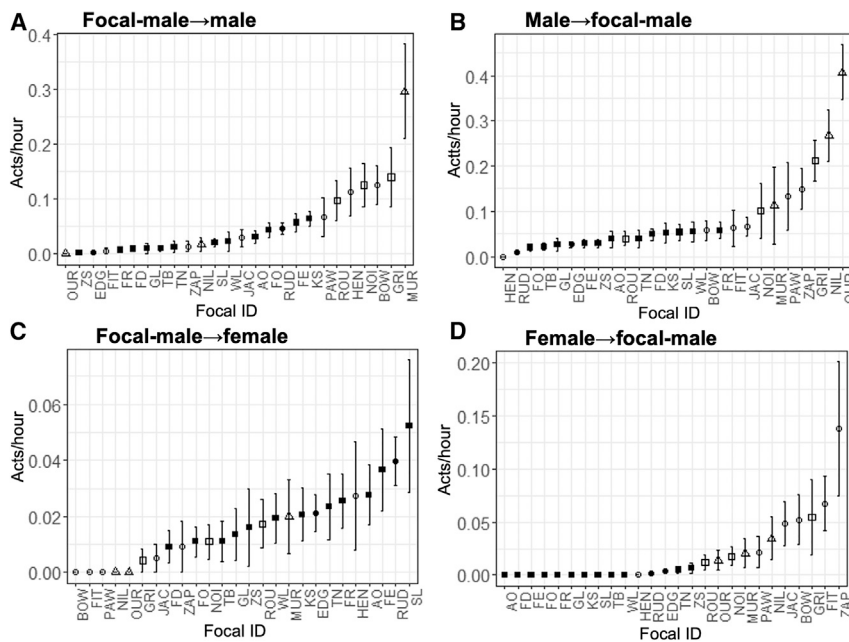 A Focal-male→male
Acts/hour
0.4
0.3
0.2
0.1
0.0
OUR ZS EDG FIT FR FD GL TB TN ZAP NIL SL WL JAC AO FO RUD FE KS PAW ROU HEN NOI BOW GRI MUR
Focal ID
B Male→focal-male
Actts/hour
0.4
0.3
0.2
0.1
0.0
HEN RUD FO TB GL EDG FE ZS AO ROU TN FD KS SL WL BOW FR FIT JAC NOI MUR PAW ZAP GRI NIL OUR
Focal ID
C Focal-male→female
Acts/hour
0.06
0.04
0.02
0.00
BOW FIT PAW NIL OUR GRI JAC FD ZAP FO NOI TB GL ZS ROU WL MUR KS EDG TN FR HEN AO FE RUD SL
Focal ID
D Female→focal-male
Acts/hour
0.20
0.15
0.10
0.05
0.00
AO FD FE FO FR GL KS SL TB WL HEN RUD EDG TN ZS ROU OUR NOI MUR PAW NIL JAC BOW GRI FIT ZAP
Focal ID